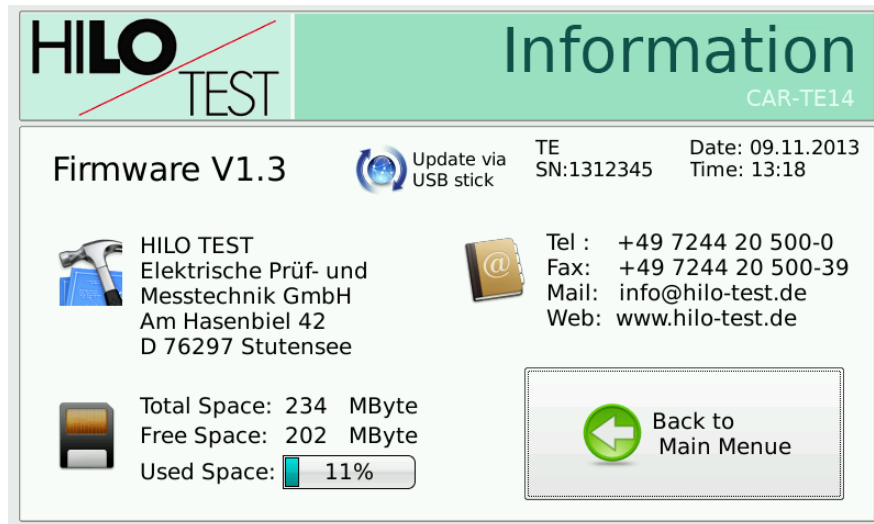 HILO
TEST
Information
CAR-TE14
Firmware V1.3
Update via
USB stick
TE
SN:1312345
Date: 09.11.2013
Time: 13:18
HILO TEST
Elektrische Prüf- und
Messtechnik GmbH
Am Hasenbiel 42
D 76297 Stutensee
@
Tel : +49 7244 20 500-0
Fax: +49 7244 20 500-39
Mail: info@hilo-test.de
Web: www.hilo-test.de
Total Space: 234 MByte
Free Space: 202 MByte
Used Space: 11%
Back to
Main Menue